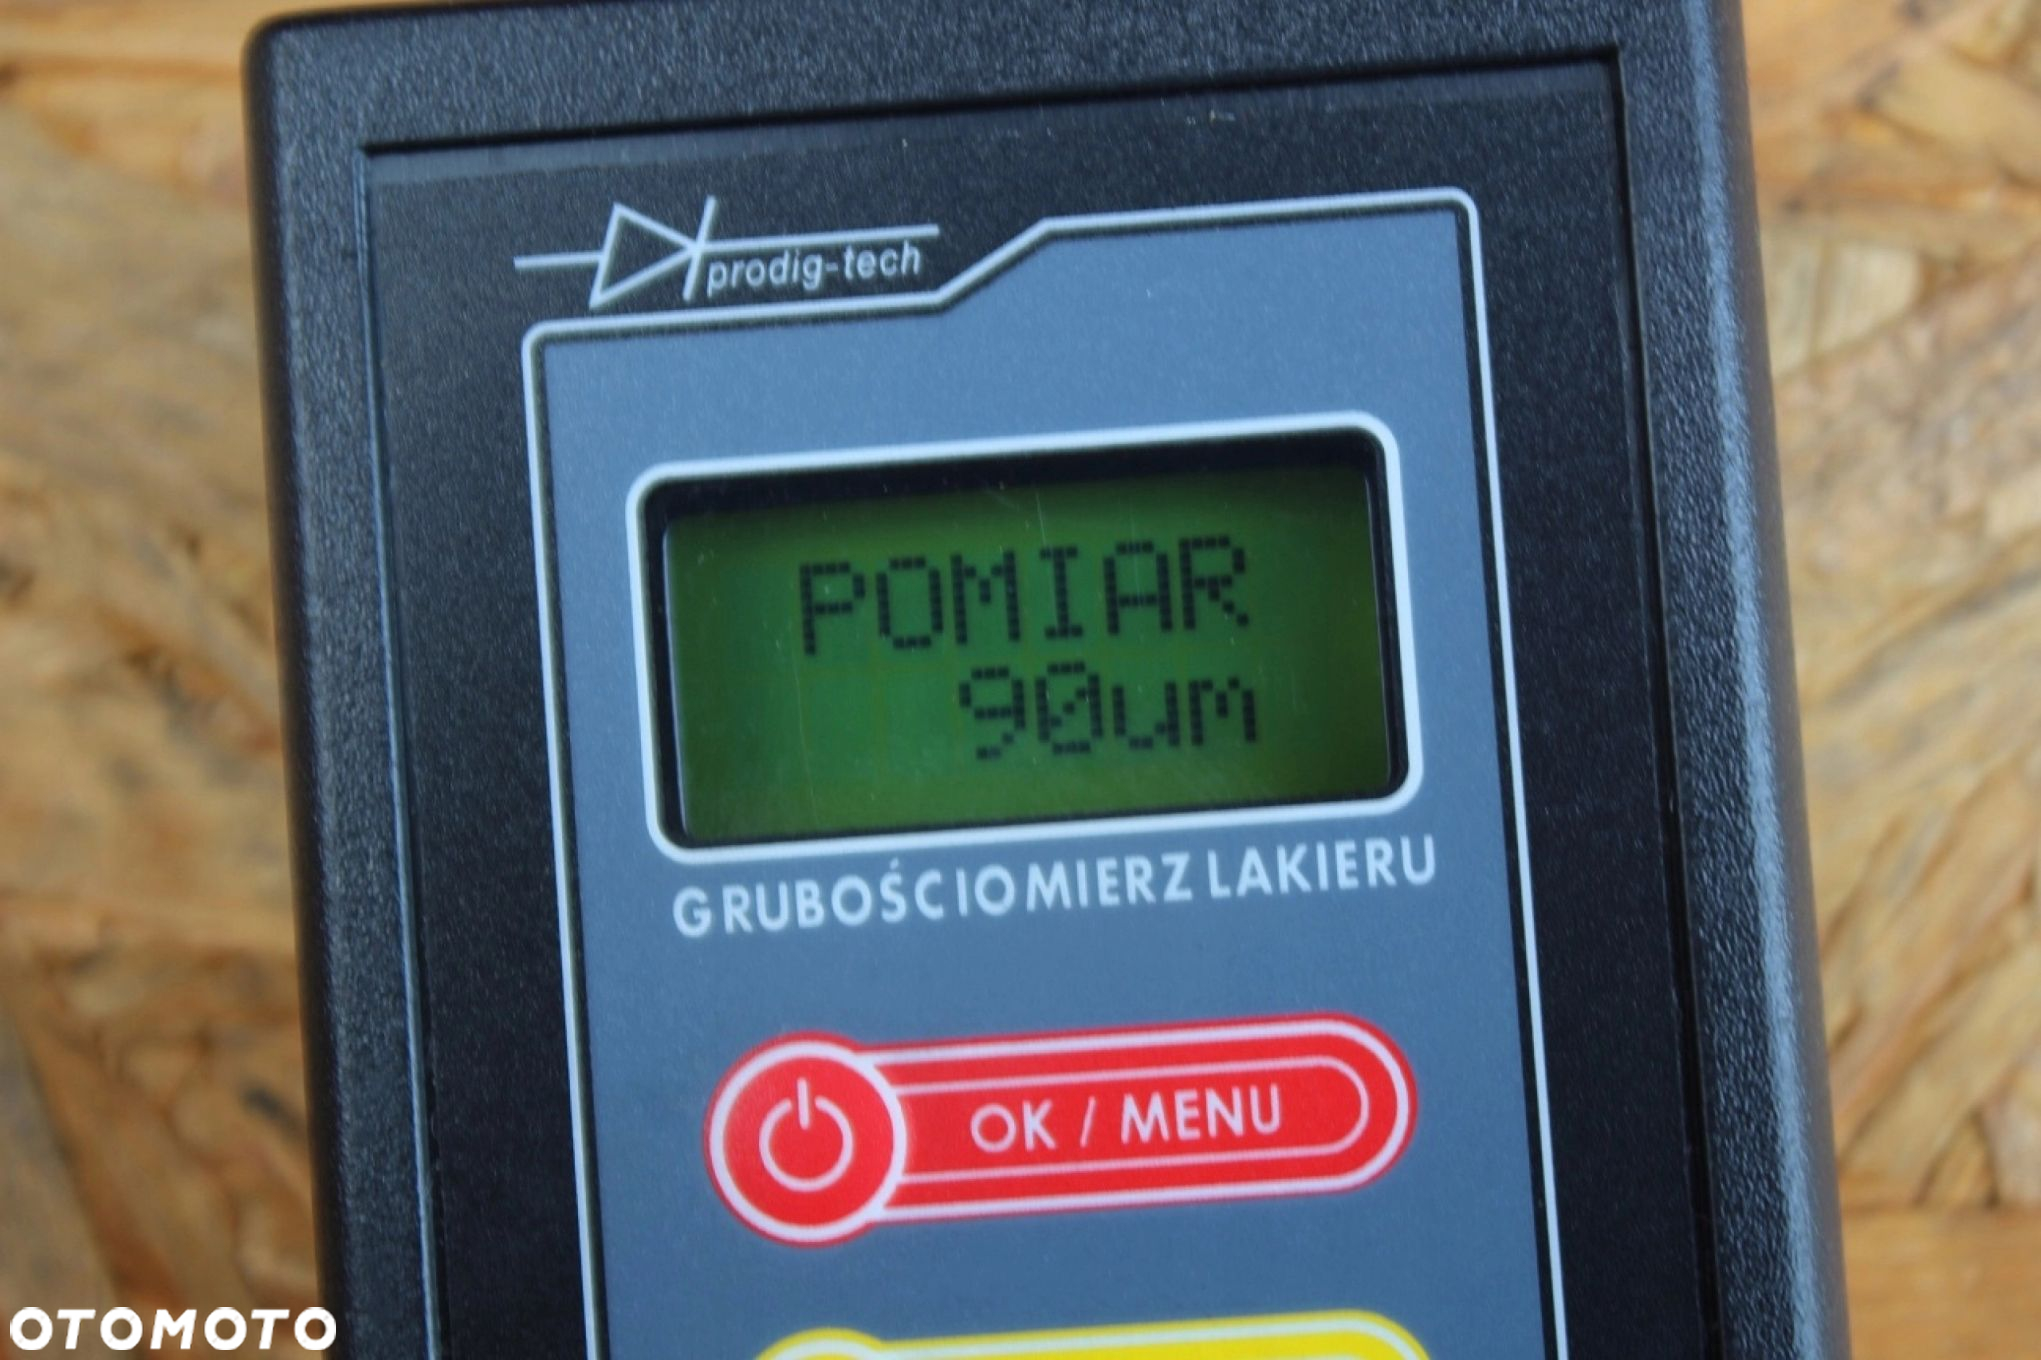 prodig-tech
POMIAR
90um
GRUBOŚCIOMIERZ LAKIERU
OK / MENU
OTOMOTO